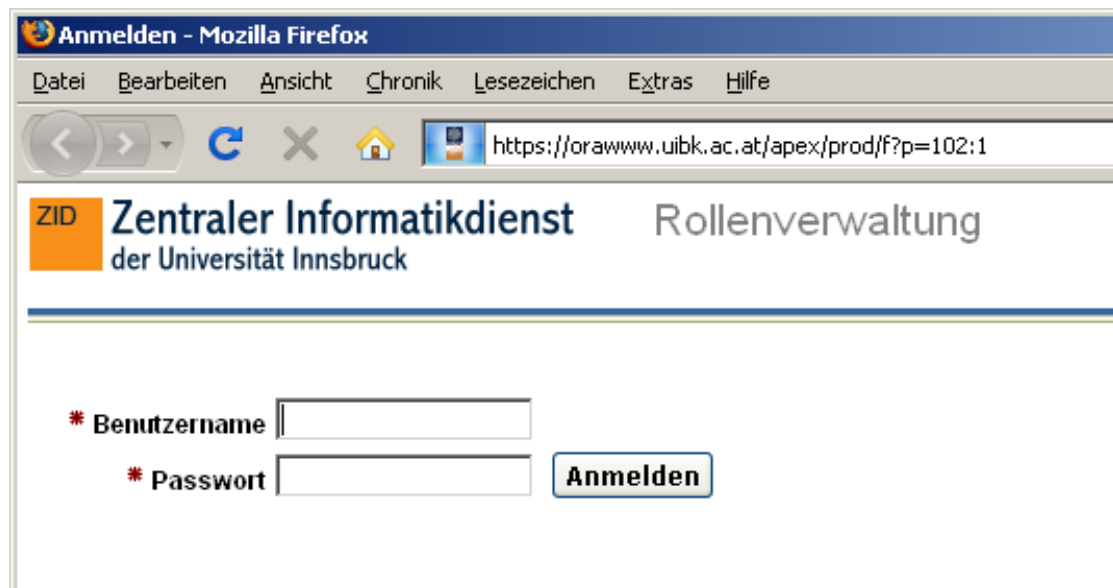 Anmelden - Mozilla Firefox
Datei Bearbeiten Ansicht Chronik Lesezeichen Extras Hilfe
https://orawww.uibk.ac.at/apex/prod/f?p=102:1
ZID Zentraler Informatikdienst Rollenverwaltung
der Universität Innsbruck
* Benutzername
* Passwort Anmelden